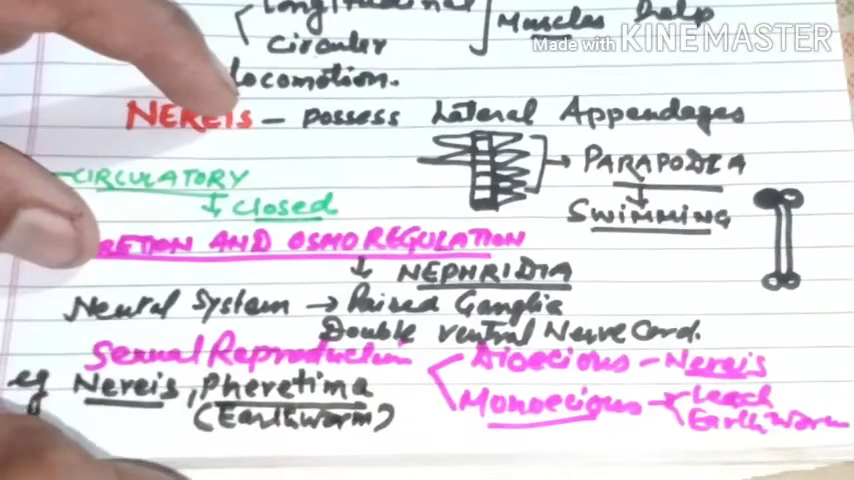 Longitudinal
Circular
Muscles help
Made with KINEMASTER
locomotion.
NEREIS - possess Lateral Appendages
PARAPODIA
SWIMMING
CIRCULATORY
closed
RETION AND OSMOREGULATION
NEPHRIDIA
Neural System → Paired Ganglia
Double ventral Nerve Cord.
Sexual Reproduction
Dioecious - Nereis
Monoecious
Leech
Earthworm
eg Nereis, Pheretima
(Earthworm)